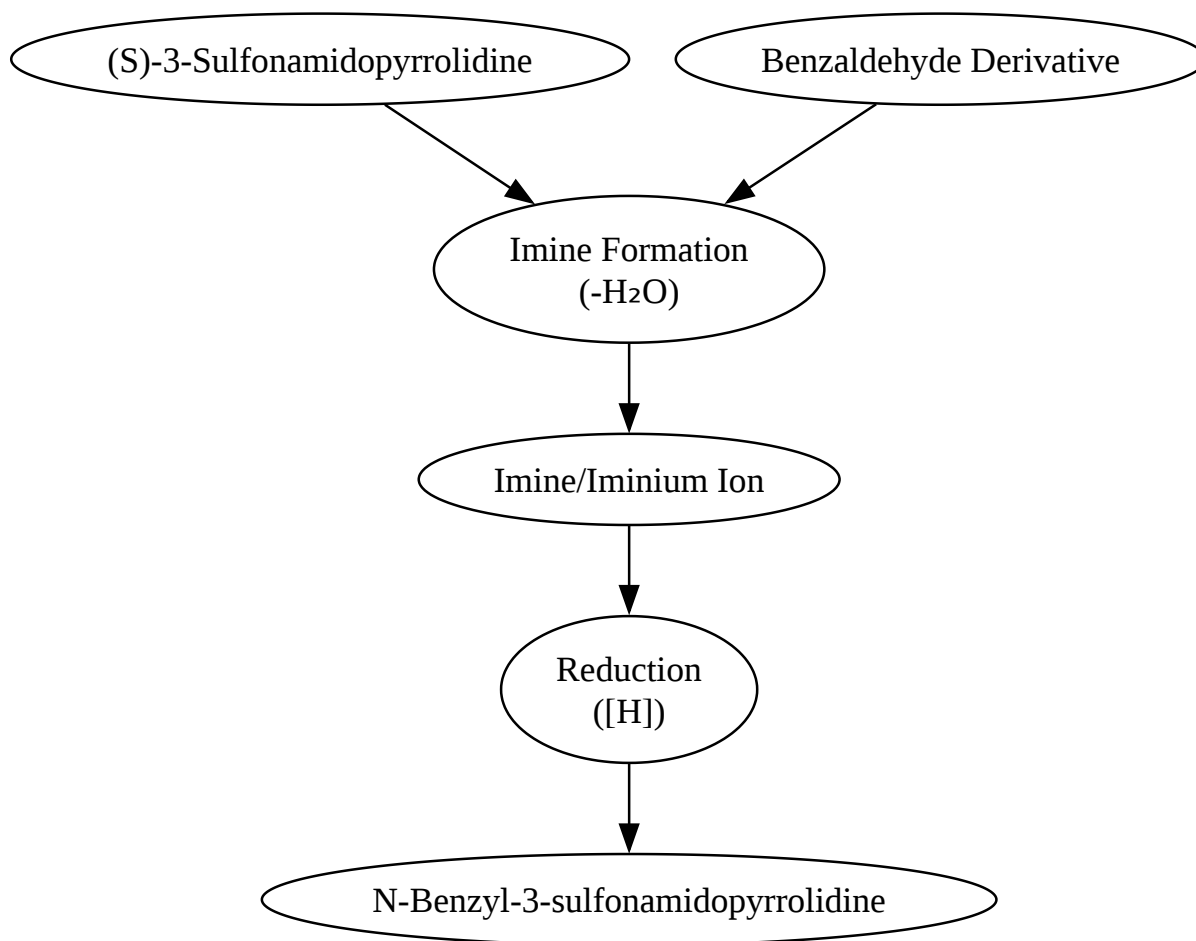 (S)-3-Sulfonamidopyrrolidine
Benzaldehyde Derivative
Imine Formation
(-H₂O)
Imine/Iminium Ion
Reduction
([H])
N-Benzyl-3-sulfonamidopyrrolidine